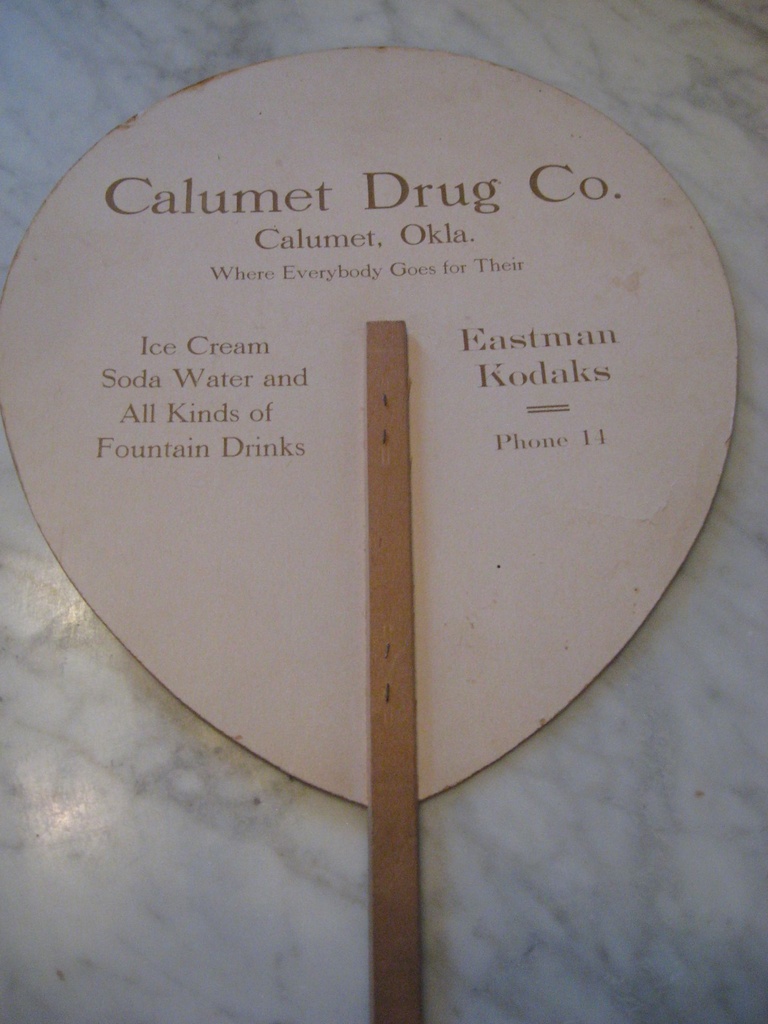 Calumet Drug Co.
Calumet, Okla.
Where Everybody Goes for Their
Ice Cream
Soda Water and
All Kinds of
Fountain Drinks
Eastman
Kodaks
Phone 14